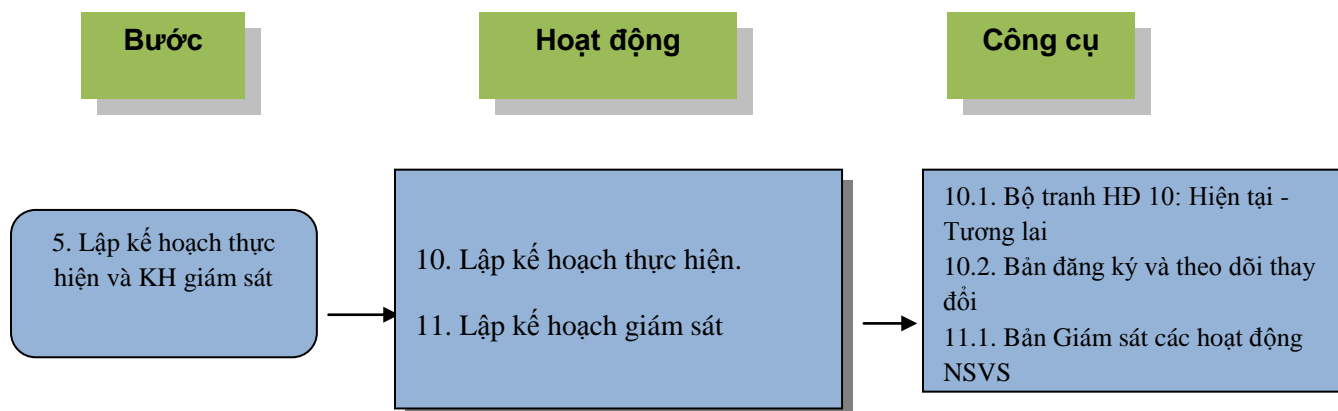 Bước
Hoạt động
Công cụ
5. Lập kế hoạch thực
hiện và KH giám sát
10. Lập kế hoạch thực hiện.
11. Lập kế hoạch giám sát
10.1. Bộ tranh HĐ 10: Hiện tại -
Tương lai
10.2. Bản đăng ký và theo dõi thay
đổi
11.1. Bản Giám sát các hoạt động
NSVS